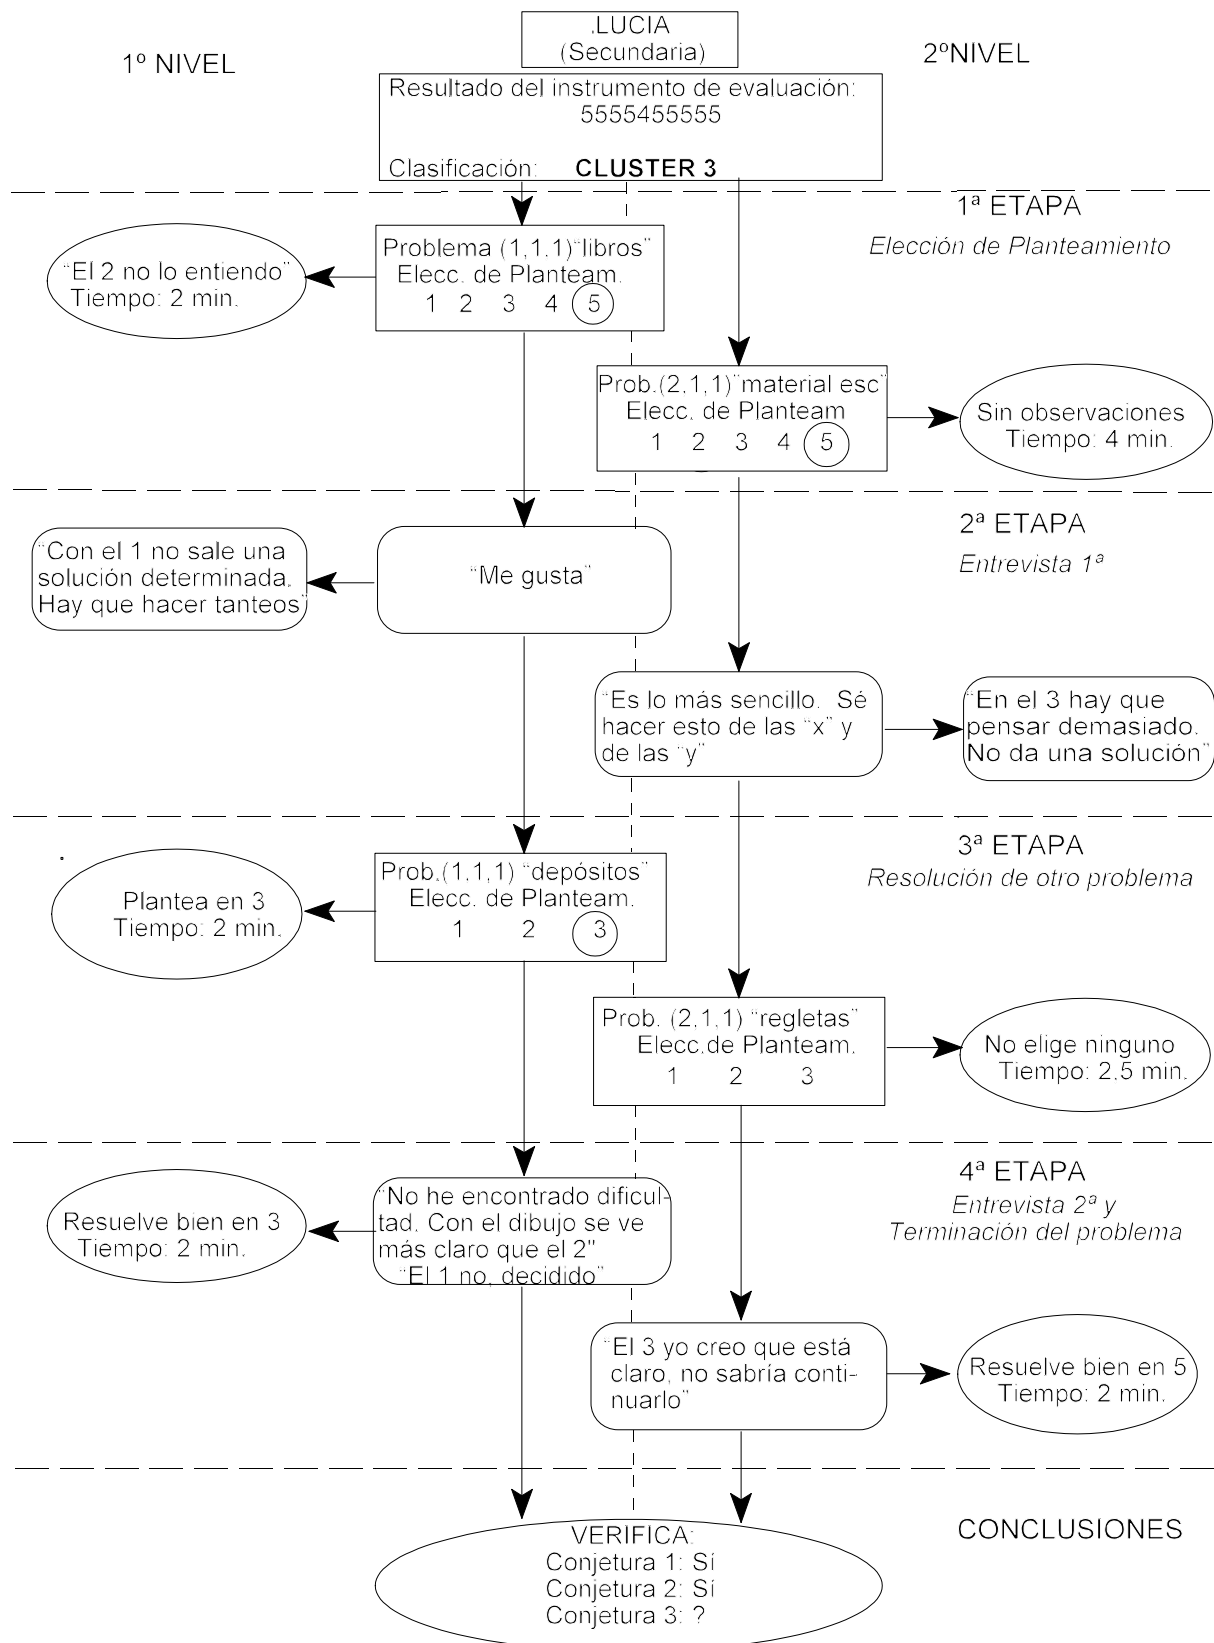 .LUCIA
(Secundaria)
1º NIVEL
2ºNIVEL
Resultado del instrumento de evaluación:
5555455555
Clasificación: CLUSTER 3
1ª ETAPA
Elección de Planteamiento
Problema (1,1,1)“libros”
Elecc. de Planteam.
1 2 3 4 5
“El 2 no lo entiendo”
Tiempo: 2 min.
Prob.(2,1,1)“material esc”
Elecc. de Planteam
1 2 3 4 5
Sin observaciones
Tiempo: 4 min.
2ª ETAPA
Entrevista 1ª
“Me gusta”
“Con el 1 no sale una
solución determinada.
Hay que hacer tanteos”
“Es lo más sencillo. Sé
hacer esto de las “x” y
de las “y”
“En el 3 hay que
pensar demasiado.
No da una solución”
3ª ETAPA
Resolución de otro problema
Prob.(1,1,1) “depósitos”
Elecc. de Planteam.
1 2 3
Plantea en 3
Tiempo: 2 min.
Prob. (2,1,1) “regletas”
Elecc.de Planteam.
1 2 3
No elige ninguno
Tiempo: 2,5 min.
4ª ETAPA
Entrevista 2ª y
Terminación del problema
“No he encontrado dificul-
tad. Con el dibujo se ve
más claro que el 2"
“El 1 no, decidido”
Resuelve bien en 3
Tiempo: 2 min.
“El 3 yo creo que está
claro, no sabría conti-
nuarlo”
Resuelve bien en 5
Tiempo: 2 min.
CONCLUSIONES
VERIFICA:
Conjetura 1: Sí
Conjetura 2: Sí
Conjetura 3: ?